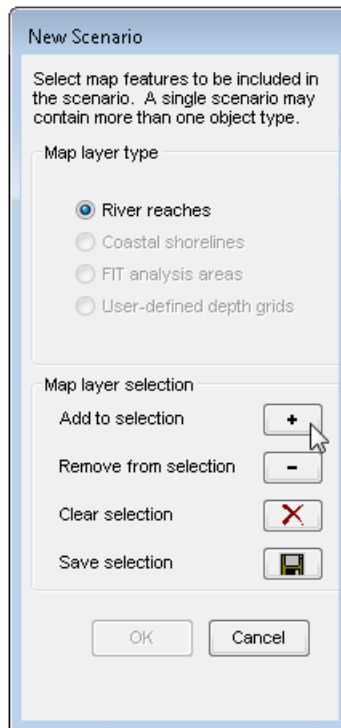 New Scenario
Select map features to be included in
the scenario. A single scenario may
contain more than one object type.
Map layer type
River reaches
Coastal shorelines
FIT analysis areas
User-defined depth grids
Map layer selection
Add to selection +
Remove from selection -
Clear selection
Save selection
OK Cancel